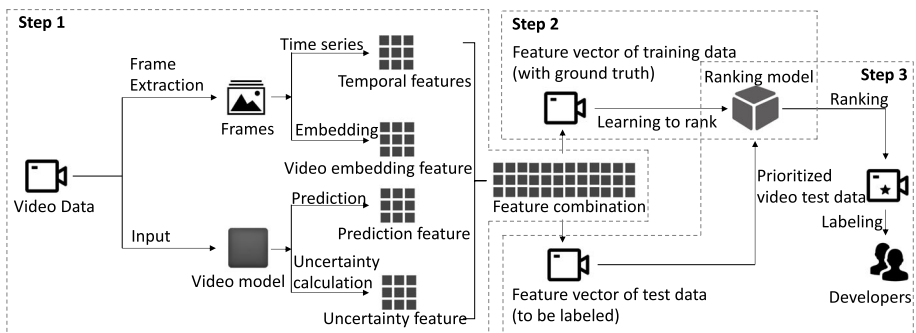 Step 1
Video Data
Frame
Extraction
Input
Frames
Video model
Time series
Temporal features
Embedding
Video embedding feature
Prediction
Prediction feature
Uncertainty
calculation
Uncertainty feature
Feature combination
Step 2
Feature vector of training data
(with ground truth)
Learning to rank
Ranking model
Feature vector of test data
(to be labeled)
Step 3
Ranking
Prioritized
video test data
Labeling
Developers